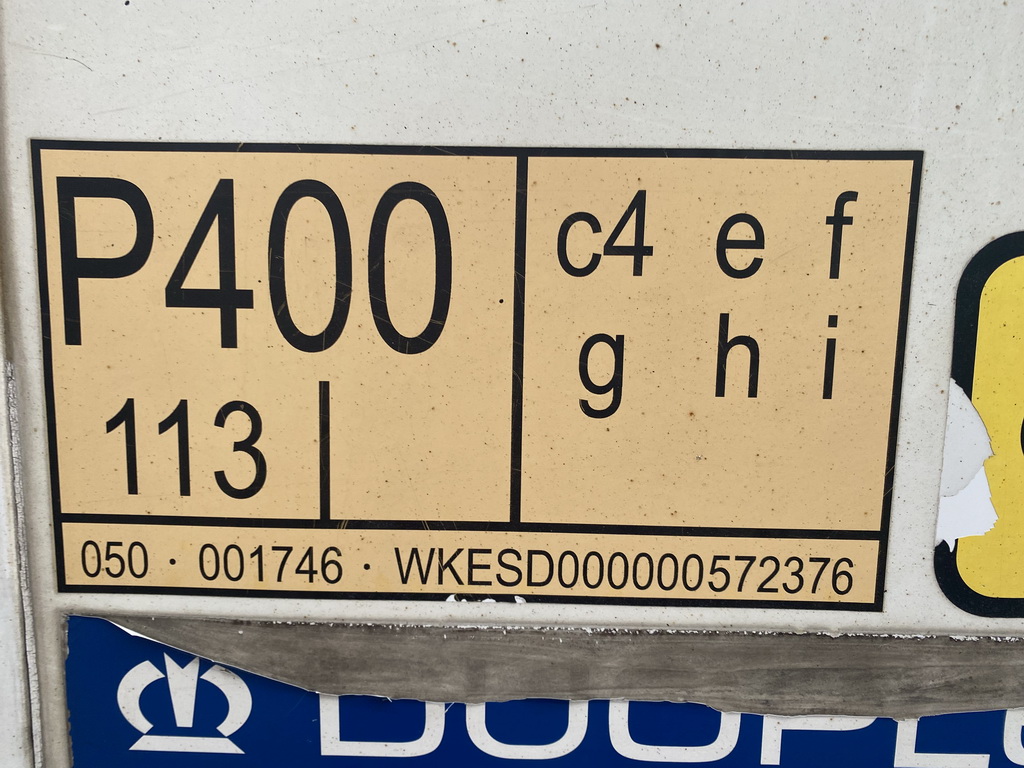 P400
c4 e f
g h i
113
050 · 001746 · WKESD000000572376